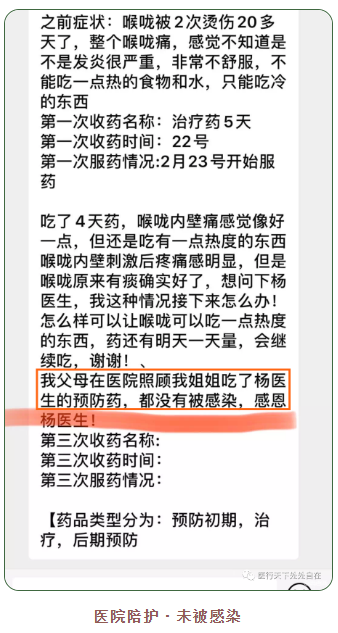 之前症状：喉咙被2次烫伤20多
天了，整个喉咙痛，感觉不知道是
不是发炎很严重，非常不舒服，不
能吃一点热的食物和水，只能吃冷
的东西
第一次收药名称：治疗药5天
第一次收药时间：22号
第一次服药情况:2月23号开始服
药
吃了4天药，喉咙内壁痛感觉像好
一点，但还是吃有一点热度的东西
喉咙内壁刺激后疼痛感明显，但是
喉咙原来有痰确实好了，想问下杨
医生，我这种情况接下来怎么办！
怎么样可以让喉咙可以吃一点热度
的东西，药还有明天一天量，会继
续吃，谢谢！、
我父母在医院照顾我姐姐吃了杨医
生的预防药，都没有被感染，感恩
杨医生！
第三次收药名称:
第三次收药时间：
第三次服药情况：
【药品类型分为：预防初期，治
疗，后期预防
医院陪护·未被感染